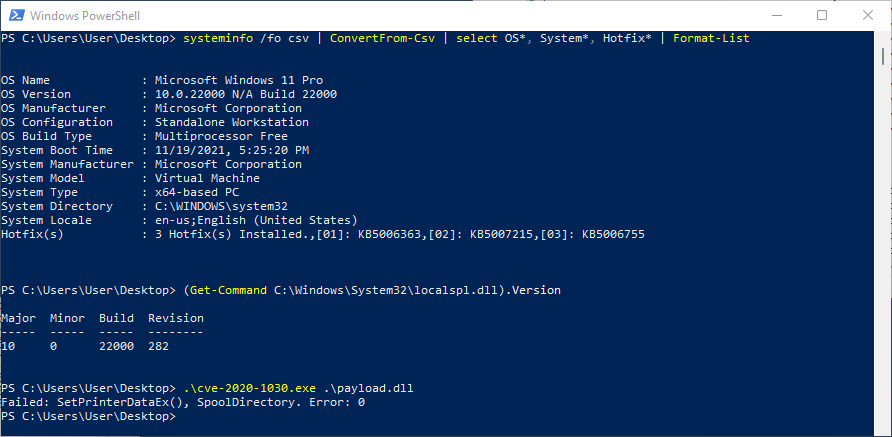 Windows PowerShell
PS C:\Users\User\Desktop> systeminfo /fo csv | ConvertFrom-Csv | select OS*, System*, Hotfix* | Format-List
OS Name             : Microsoft Windows 11 Pro
OS Version          : 10.0.22000 N/A Build 22000
OS Manufacturer     : Microsoft Corporation
OS Configuration    : Standalone Workstation
OS Build Type       : Multiprocessor Free
System Boot Time    : 11/19/2021, 5:25:20 PM
System Manufacturer : Microsoft Corporation
System Model        : Virtual Machine
System Type         : x64-based PC
System Directory    : C:\WINDOWS\system32
System Locale       : en-us;English (United States)
Hotfix(s)           : 3 Hotfix(s) Installed.,[01]: KB5006363,[02]: KB5007215,[03]: KB5006755
PS C:\Users\User\Desktop> (Get-Command C:\Windows\System32\localspl.dll).Version
Major  Minor  Build  Revision
-----  -----  -----  --------
10     0      22000  282
PS C:\Users\User\Desktop> .\cve-2020-1030.exe .\payload.dll
Failed: SetPrinterDataEx(), SpoolDirectory. Error: 0
PS C:\Users\User\Desktop>